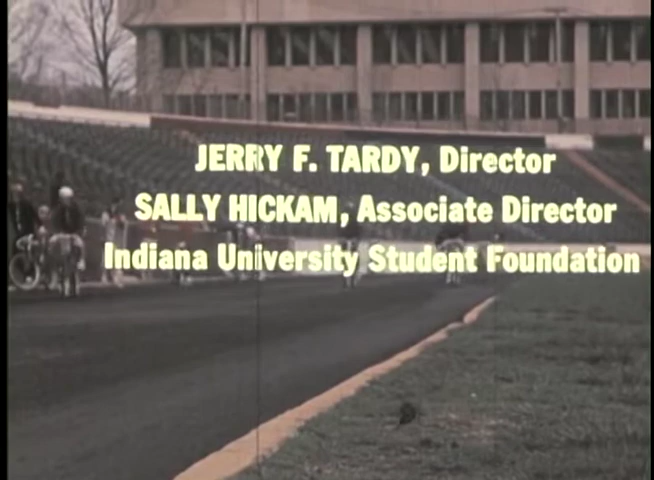 JERRY F. TARDY, Director
SALLY HICKAM, Associate Director
Indiana University Student Foundation